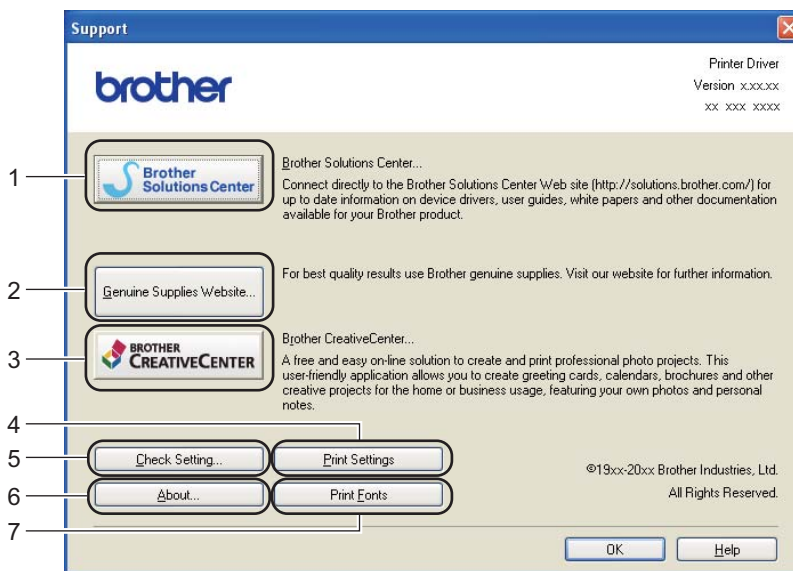 Support
brother
Printer Driver
Version x.xx.xx
xx xxx xxxx
1
Brother
Solutions Center
Brother Solutions Center...
Connect directly to the Brother Solutions Center Web site (http://solutions.brother.com/) for
up to date information on device drivers, user guides, white papers and other documentation
available for your Brother product.
2
Genuine Supplies Website...
For best quality results use Brother genuine supplies. Visit our website for further information.
3
BROTHER
CREATIVECENTER
Brother CreativeCenter...
A free and easy on-line solution to create and print professional photo projects. This
user-friendly application allows you to create greeting cards, calendars, brochures and other
creative projects for the home or business usage, featuring your own photos and personal
notes.
4
5
Check Setting...
Print Settings
©19xx-20xx Brother Industries, Ltd.
6
About...
Print Fonts
All Rights Reserved.
7
OK
Help